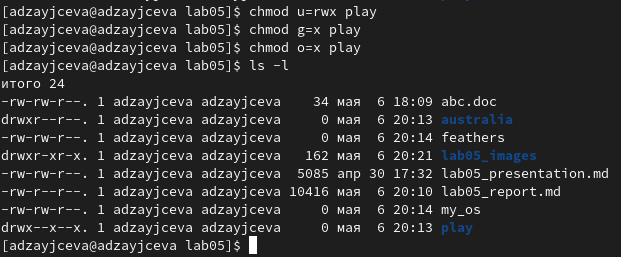 [adzayjceva@adzayjceva lab05]$ chmod u=rwx play
[adzayjceva@adzayjceva lab05]$ chmod g=x play
[adzayjceva@adzayjceva lab05]$ chmod o=x play
[adzayjceva@adzayjceva lab05]$ ls -l
итого 24
-rw-rw-r--. 1 adzayjceva adzayjceva    34 мая  6 18:09 abc.doc
drwxr--r--. 1 adzayjceva adzayjceva     0 мая  6 20:13 australia
-rw-rw-r--. 1 adzayjceva adzayjceva     0 мая  6 20:14 feathers
drwxr-xr-x. 1 adzayjceva adzayjceva   162 мая  6 20:21 lab05_images
-rw-rw-r--. 1 adzayjceva adzayjceva  5085 апр 30 17:32 lab05_presentation.md
-rw-rw-r--. 1 adzayjceva adzayjceva 10416 мая  6 20:10 lab05_report.md
-rw-rw-r--. 1 adzayjceva adzayjceva     0 мая  6 20:14 my_os
drwx--x--x. 1 adzayjceva adzayjceva     0 мая  6 20:13 play
[adzayjceva@adzayjceva lab05]$